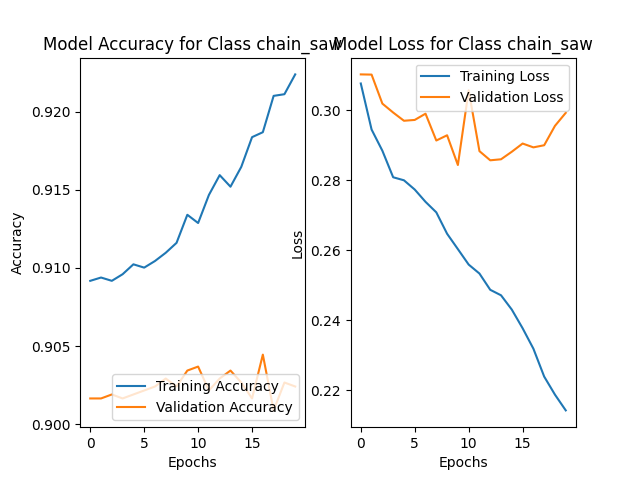 Model Accuracy for Class chain_saw
Model Loss for Class chain_saw
Accuracy
0.920
0.915
0.910
0.905
0.900
Training Accuracy
Validation Accuracy
0 5 10 15
Epochs
Loss
0.30
0.28
0.26
0.24
0.22
Training Loss
Validation Loss
0 5 10 15
Epochs